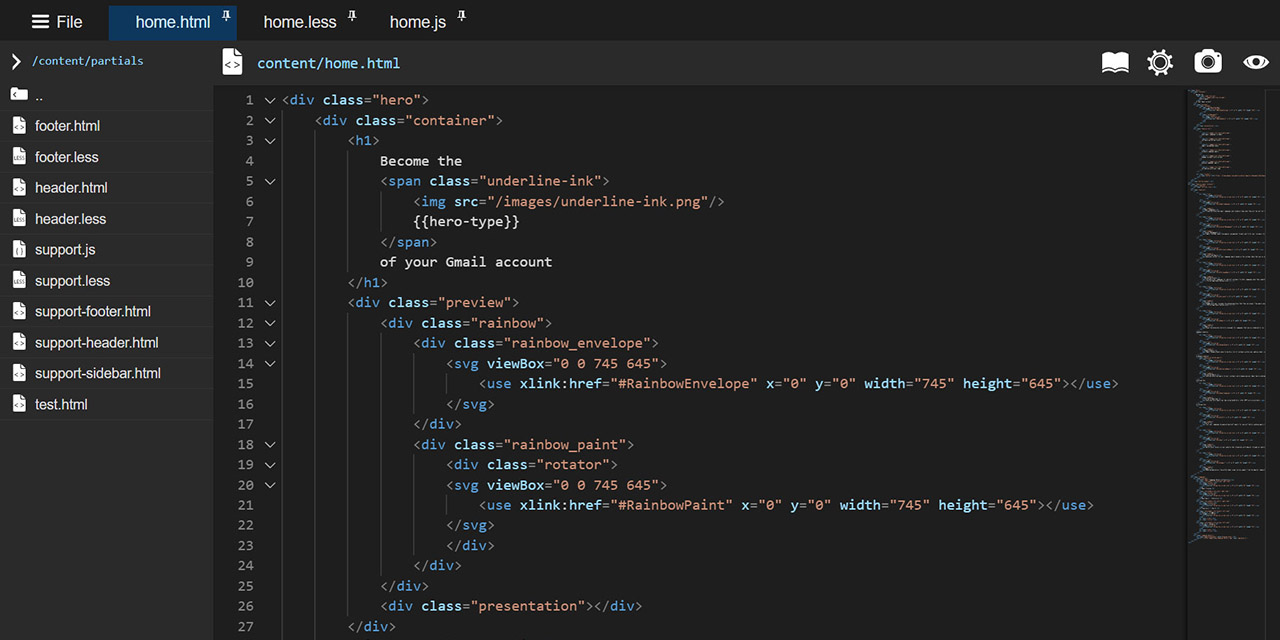 File home.html home.less home.js
/content/partials
content/home.html
..
footer.html
footer.less
header.html
header.less
support.js
support.less
support-footer.html
support-header.html
support-sidebar.html
test.html
1 <div class="hero">
2 <div class="container">
3 <h1>
4 Become the
5 <span class="underline-ink">
6 <img src="/images/underline-ink.png"/>
7 {{hero-type}}
8 </span>
9 of your Gmail account
10 </h1>
11 <div class="preview">
12 <div class="rainbow">
13 <div class="rainbow_envelope">
14 <svg viewBox="0 0 745 645">
15 <use xlink:href="#RainbowEnvelope" x="0" y="0" width="745" height="645"></use>
16 </svg>
17 </div>
18 <div class="rainbow_paint">
19 <div class="rotator">
20 <svg viewBox="0 0 745 645">
21 <use xlink:href="#RainbowPaint" x="0" y="0" width="745" height="645"></use>
22 </svg>
23 </div>
24 </div>
25 </div>
26 <div class="presentation"></div>
27 </div>